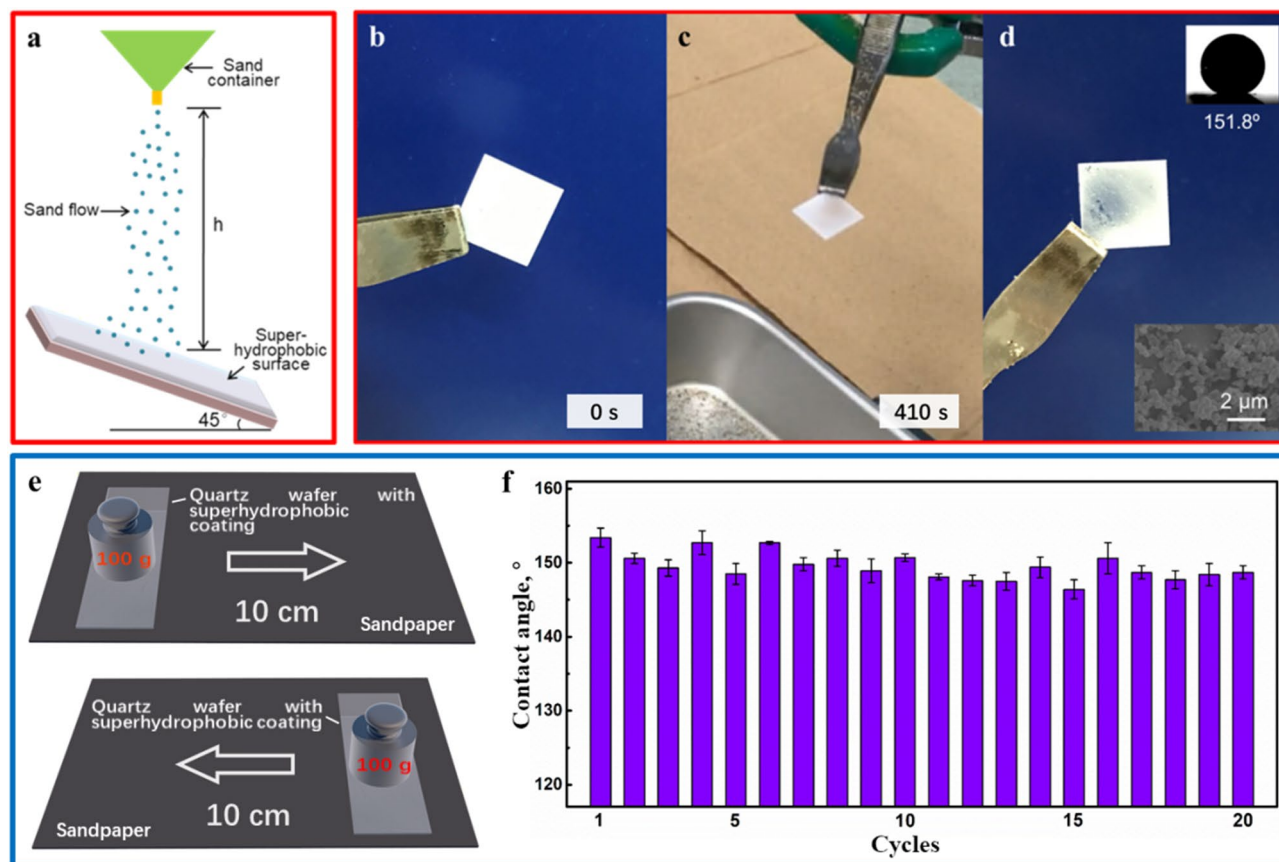 a
Sand
container
Sand flow
h
Super-
hydrophobic
surface
45°
b
0 s
c
410 s
d
151.8º
2 μm
e
Quartz wafer with
superhydrophobic
coating
100 g
10 cm
Sandpaper
Quartz wafer with
superhydrophobic coating
100 g
10 cm
Sandpaper
f
Contact angle, °
160
150
140
130
120
1 5 10 15 20
Cycles